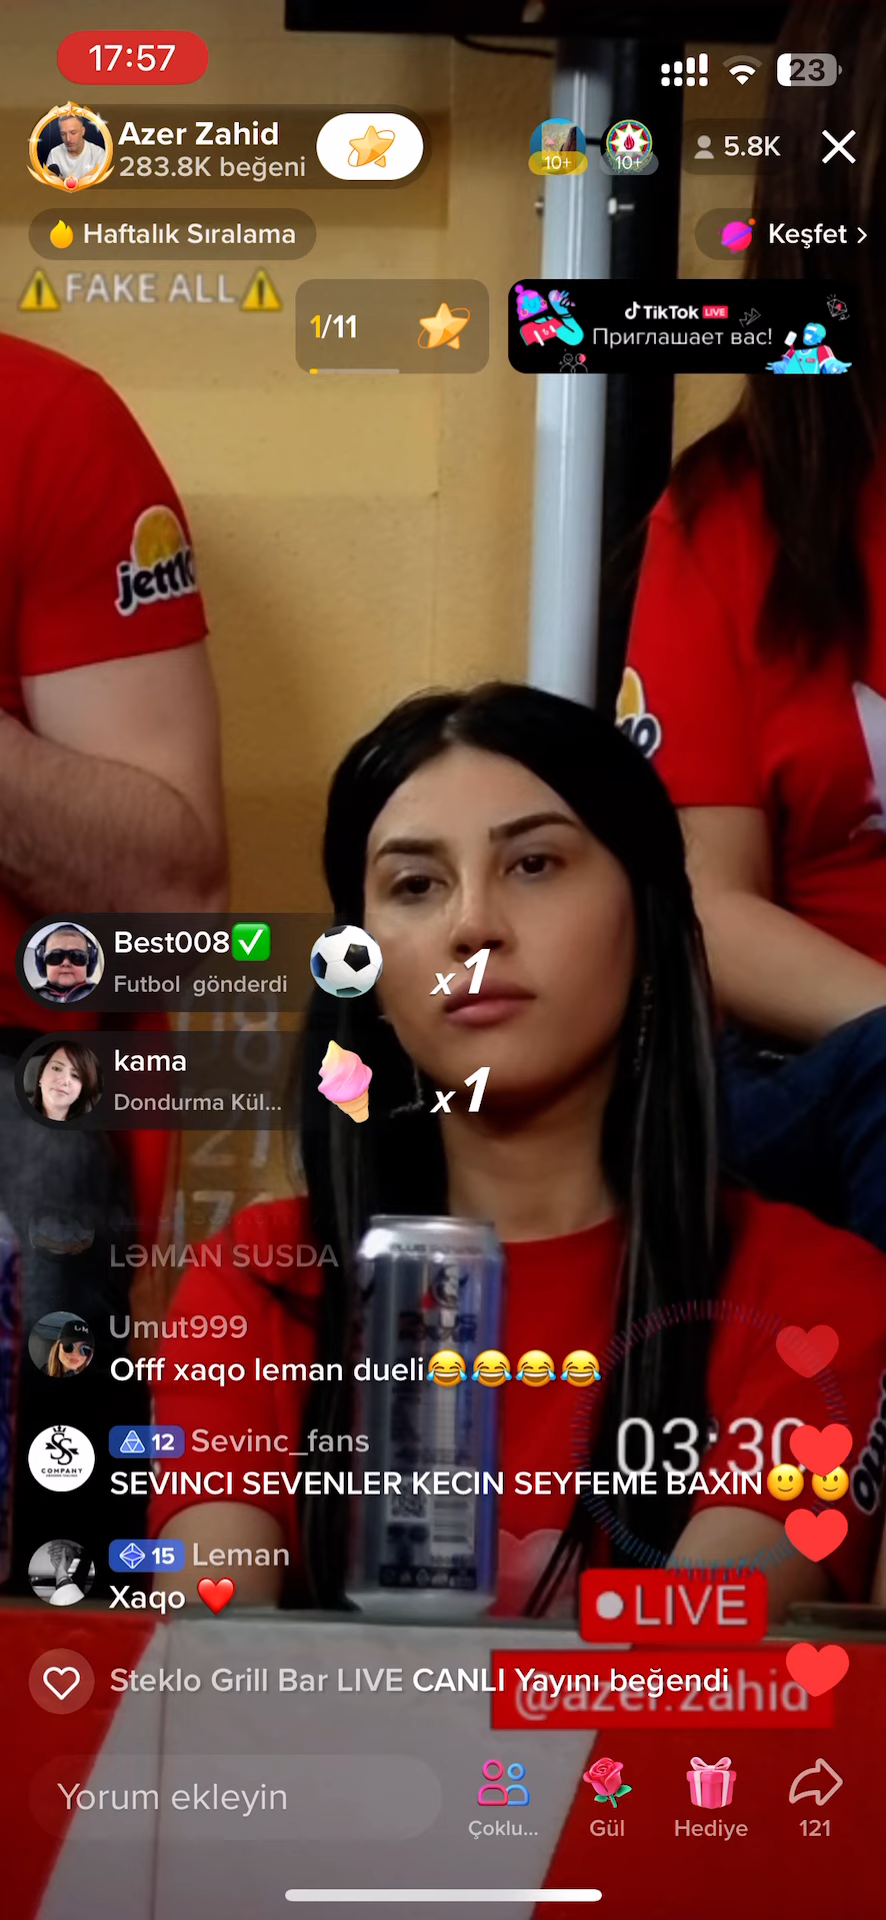 17:57
23
Azer Zahid
283.8K beğeni
10+
10+
5.8K
Haftalık Sıralama
Keşfet >
FAKE ALL
1/11
TikTok LIVE
Приглашает вас!
Best008
Futbol gönderdi
x1
kama
Dondurma Kül...
x1
LƏMAN SUSDA
Umut999
Offf xaqo leman dueli
12 Sevinc_fans
SEVINCI SEVENLER KECIN SEYFEME BAXIN
03:30
SS
COMPANY
15 Leman
Xaqo
LIVE
Steklo Grill Bar LIVE CANLI Yayını beğendi
@azer.zahid
Yorum ekleyin
Çoklu...
Gül
Hediye
121